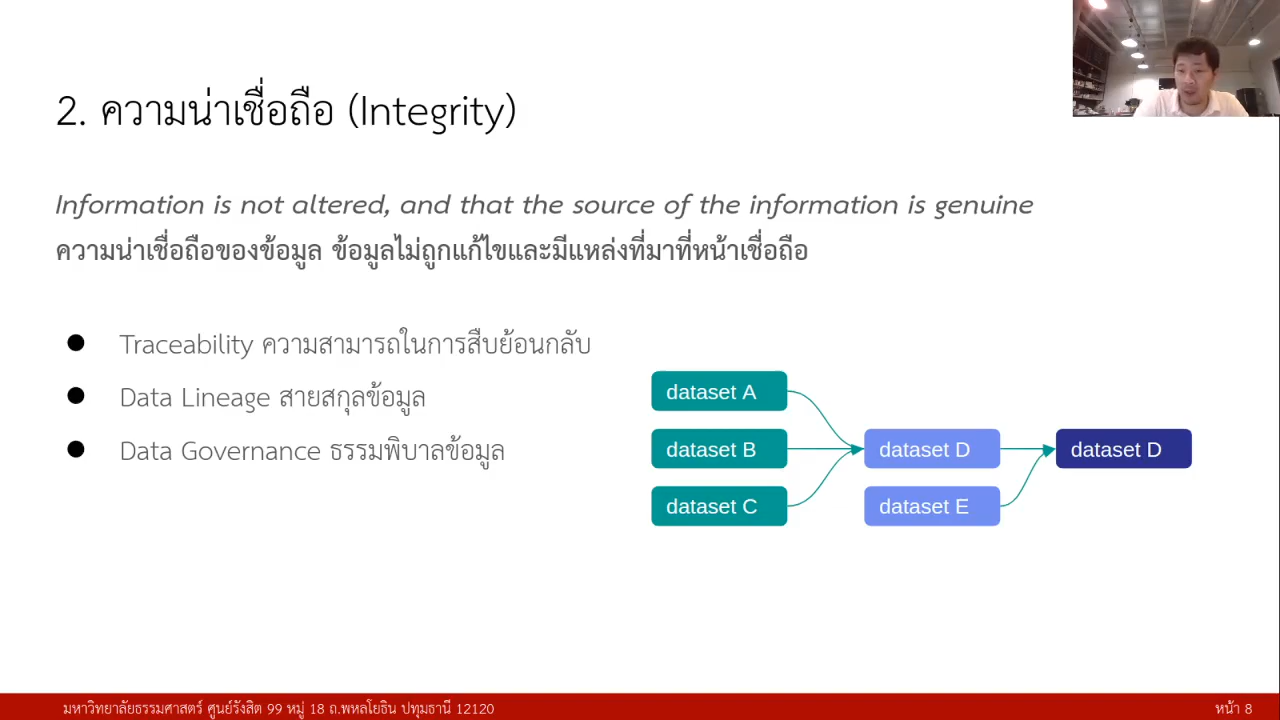 2. ความน่าเชื่อถือ (Integrity)
Information is not altered, and that the source of the information is genuine
ความน่าเชื่อถือของข้อมูล ข้อมูลไม่ถูกแก้ไขและมีแหล่งที่มาที่หน้าเชื่อถือ
● Traceability ความสามารถในการสืบย้อนกลับ
● Data Lineage สายสกุลข้อมูล
● Data Governance ธรรมพิบาลข้อมูล
dataset A
dataset B
dataset C
dataset D
dataset E
dataset D
มหาวิทยาลัยธรรมศาสตร์ ศูนย์รังสิต 99 หมู่ 18 ถ.พหลโยธิน ปทุมธานี 12120
หน้า 8